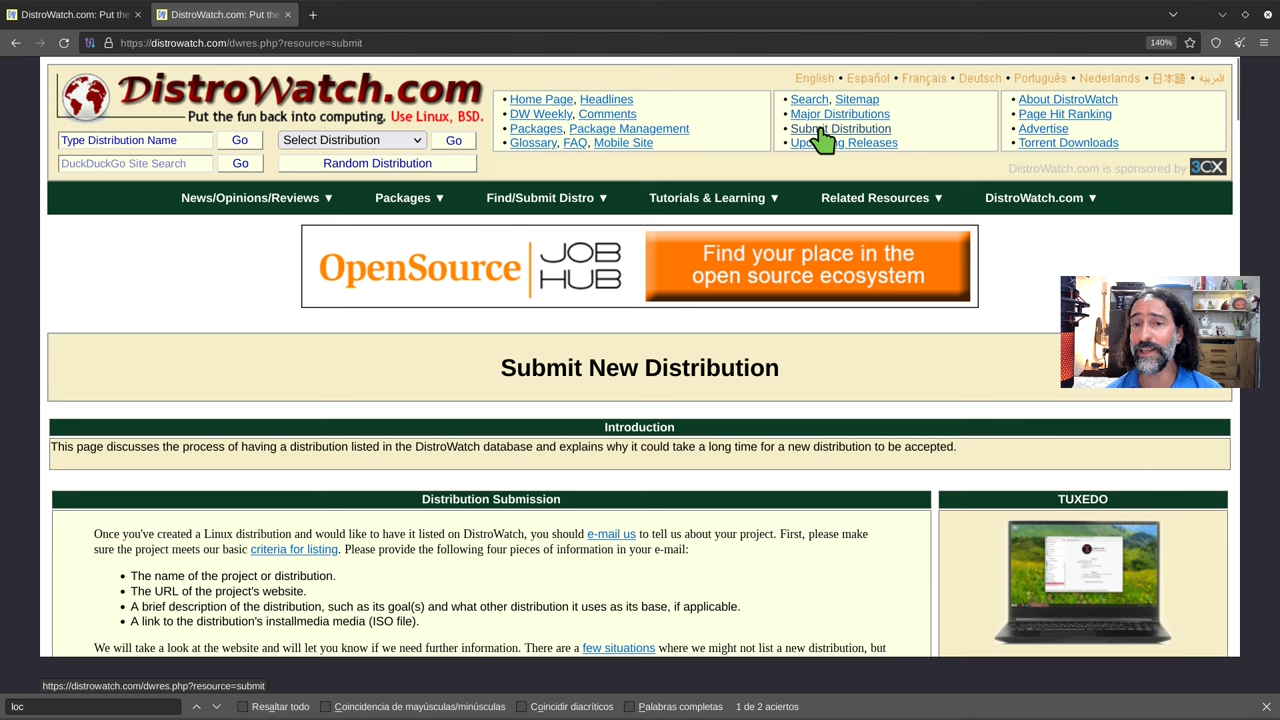 DistroWatch.com: Put the
DistroWatch.com: Put the
https://distrowatch.com/dwres.php?resource=submit
140%
DistroWatch.com
Put the fun back into computing. Use Linux, BSD.
English • Español • Français • Deutsch • Português • Nederlands • 日本語 • العربية
• Home Page, Headlines
• DW Weekly, Comments
• Packages, Package Management
• Glossary, FAQ, Mobile Site
• Search, Sitemap
• Major Distributions
• Submit Distribution
• Upcoming Releases
• About DistroWatch
• Page Hit Ranking
• Advertise
• Torrent Downloads
Type Distribution Name Go Select Distribution Go
DuckDuckGo Site Search Go Random Distribution
DistroWatch.com is sponsored by 3CX
News/Opinions/Reviews ▼ Packages ▼ Find/Submit Distro ▼ Tutorials & Learning ▼ Related Resources ▼ DistroWatch.com ▼
OpenSource JOB HUB
Find your place in the
open source ecosystem
Submit New Distribution
Introduction
This page discusses the process of having a distribution listed in the DistroWatch database and explains why it could take a long time for a new distribution to be accepted.
Distribution Submission
TUXEDO
Once you've created a Linux distribution and would like to have it listed on DistroWatch, you should e-mail us to tell us about your project. First, please make
sure the project meets our basic criteria for listing. Please provide the following four pieces of information in your e-mail:
• The name of the project or distribution.
• The URL of the project's website.
• A brief description of the distribution, such as its goal(s) and what other distribution it uses as its base, if applicable.
• A link to the distribution's installmedia media (ISO file).
We will take a look at the website and will let you know if we need further information. There are a few situations where we might not list a new distribution, but
https://distrowatch.com/dwres.php?resource=submit
loc Resaltar todo Coincidencia de mayúsculas/minúsculas Coincidir diacríticos Palabras completas 1 de 2 aciertos